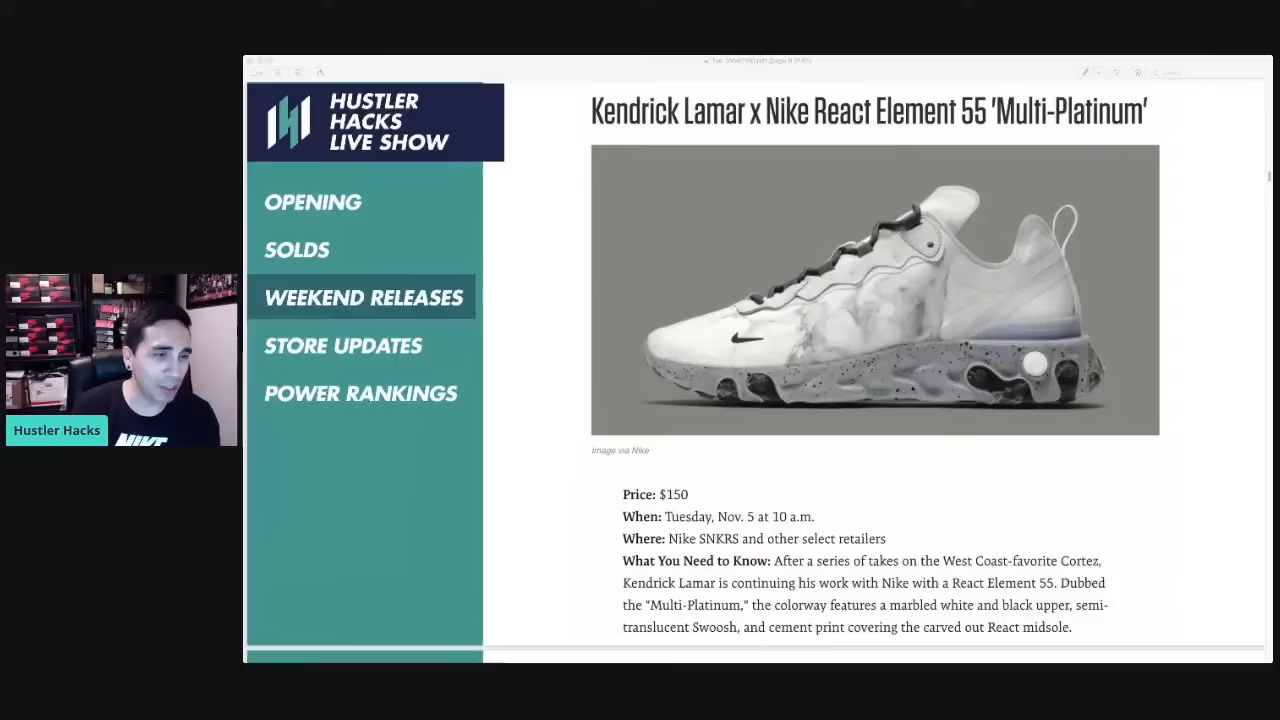 HUSTLER
HACKS
LIVE SHOW
OPENING
SOLDS
WEEKEND RELEASES
STORE UPDATES
POWER RANKINGS
Hustler Hacks
NIKE
Kendrick Lamar x Nike React Element 55 'Multi-Platinum'
Image via Nike
Price: $150
When: Tuesday, Nov. 5 at 10 a.m.
Where: Nike SNKRS and other select retailers
What You Need to Know: After a series of takes on the West Coast-favorite Cortez,
Kendrick Lamar is continuing his work with Nike with a React Element 55. Dubbed
the "Multi-Platinum," the colorway features a marbled white and black upper, semi-
translucent Swoosh, and cement print covering the carved out React midsole.